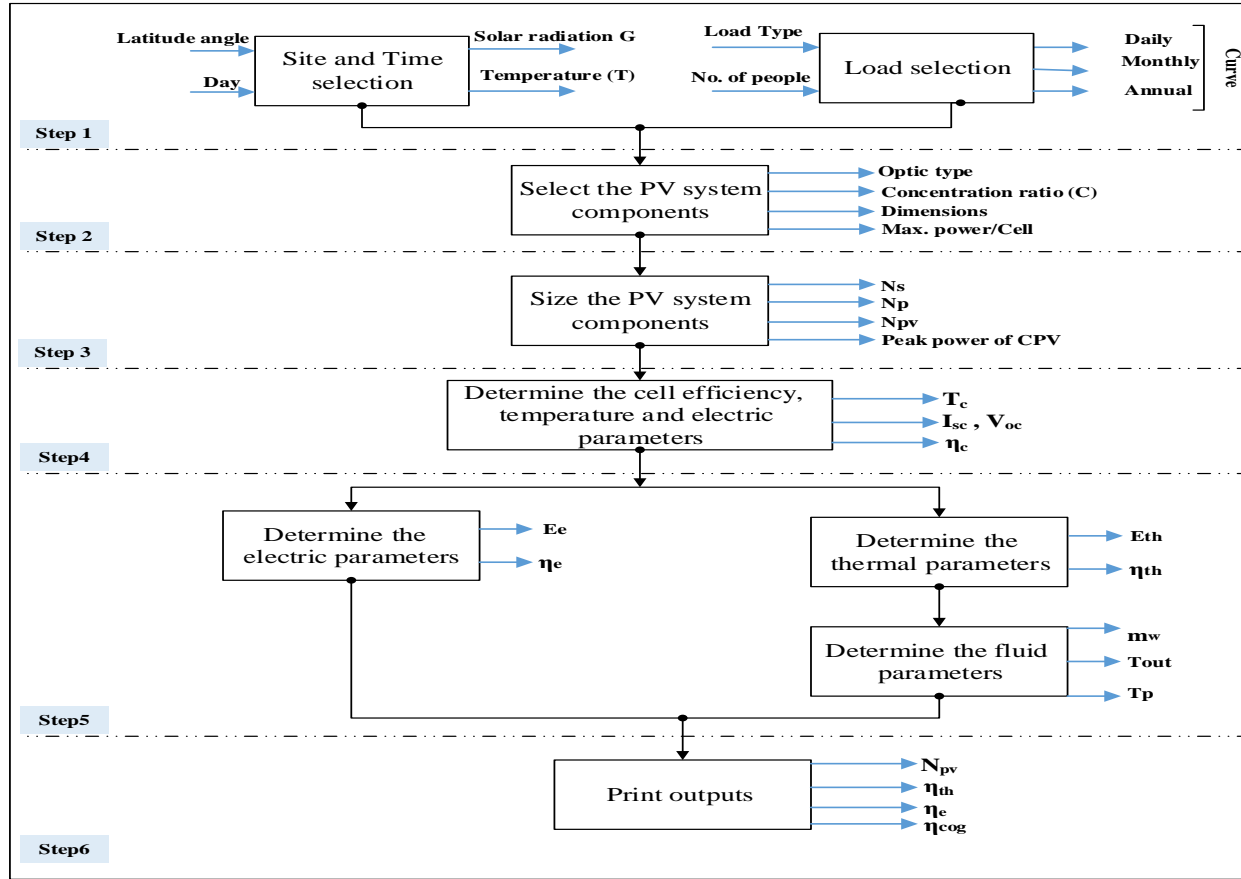 Latitude angle
Day
Site and Time
selection
Solar radiation G
Temperature (T)
Load Type
No. of people
Load selection
Daily
Monthly
Annual
Curve
Step 1
Select the PV system
components
Optic type
Concentration ratio (C)
Dimensions
Max. power/Cell
Step 2
Size the PV system
components
Ns
Np
Npv
Peak power of CPV
Step 3
Determine the cell efficiency,
temperature and electric
parameters
Tc
Isc , Voc
ηc
Step4
Determine the
electric parameters
Ee
ηe
Determine the
thermal parameters
Eth
ηth
Determine the fluid
parameters
mw
Tout
Tp
Step5
Print outputs
Npv
ηth
ηe
ηcog
Step6